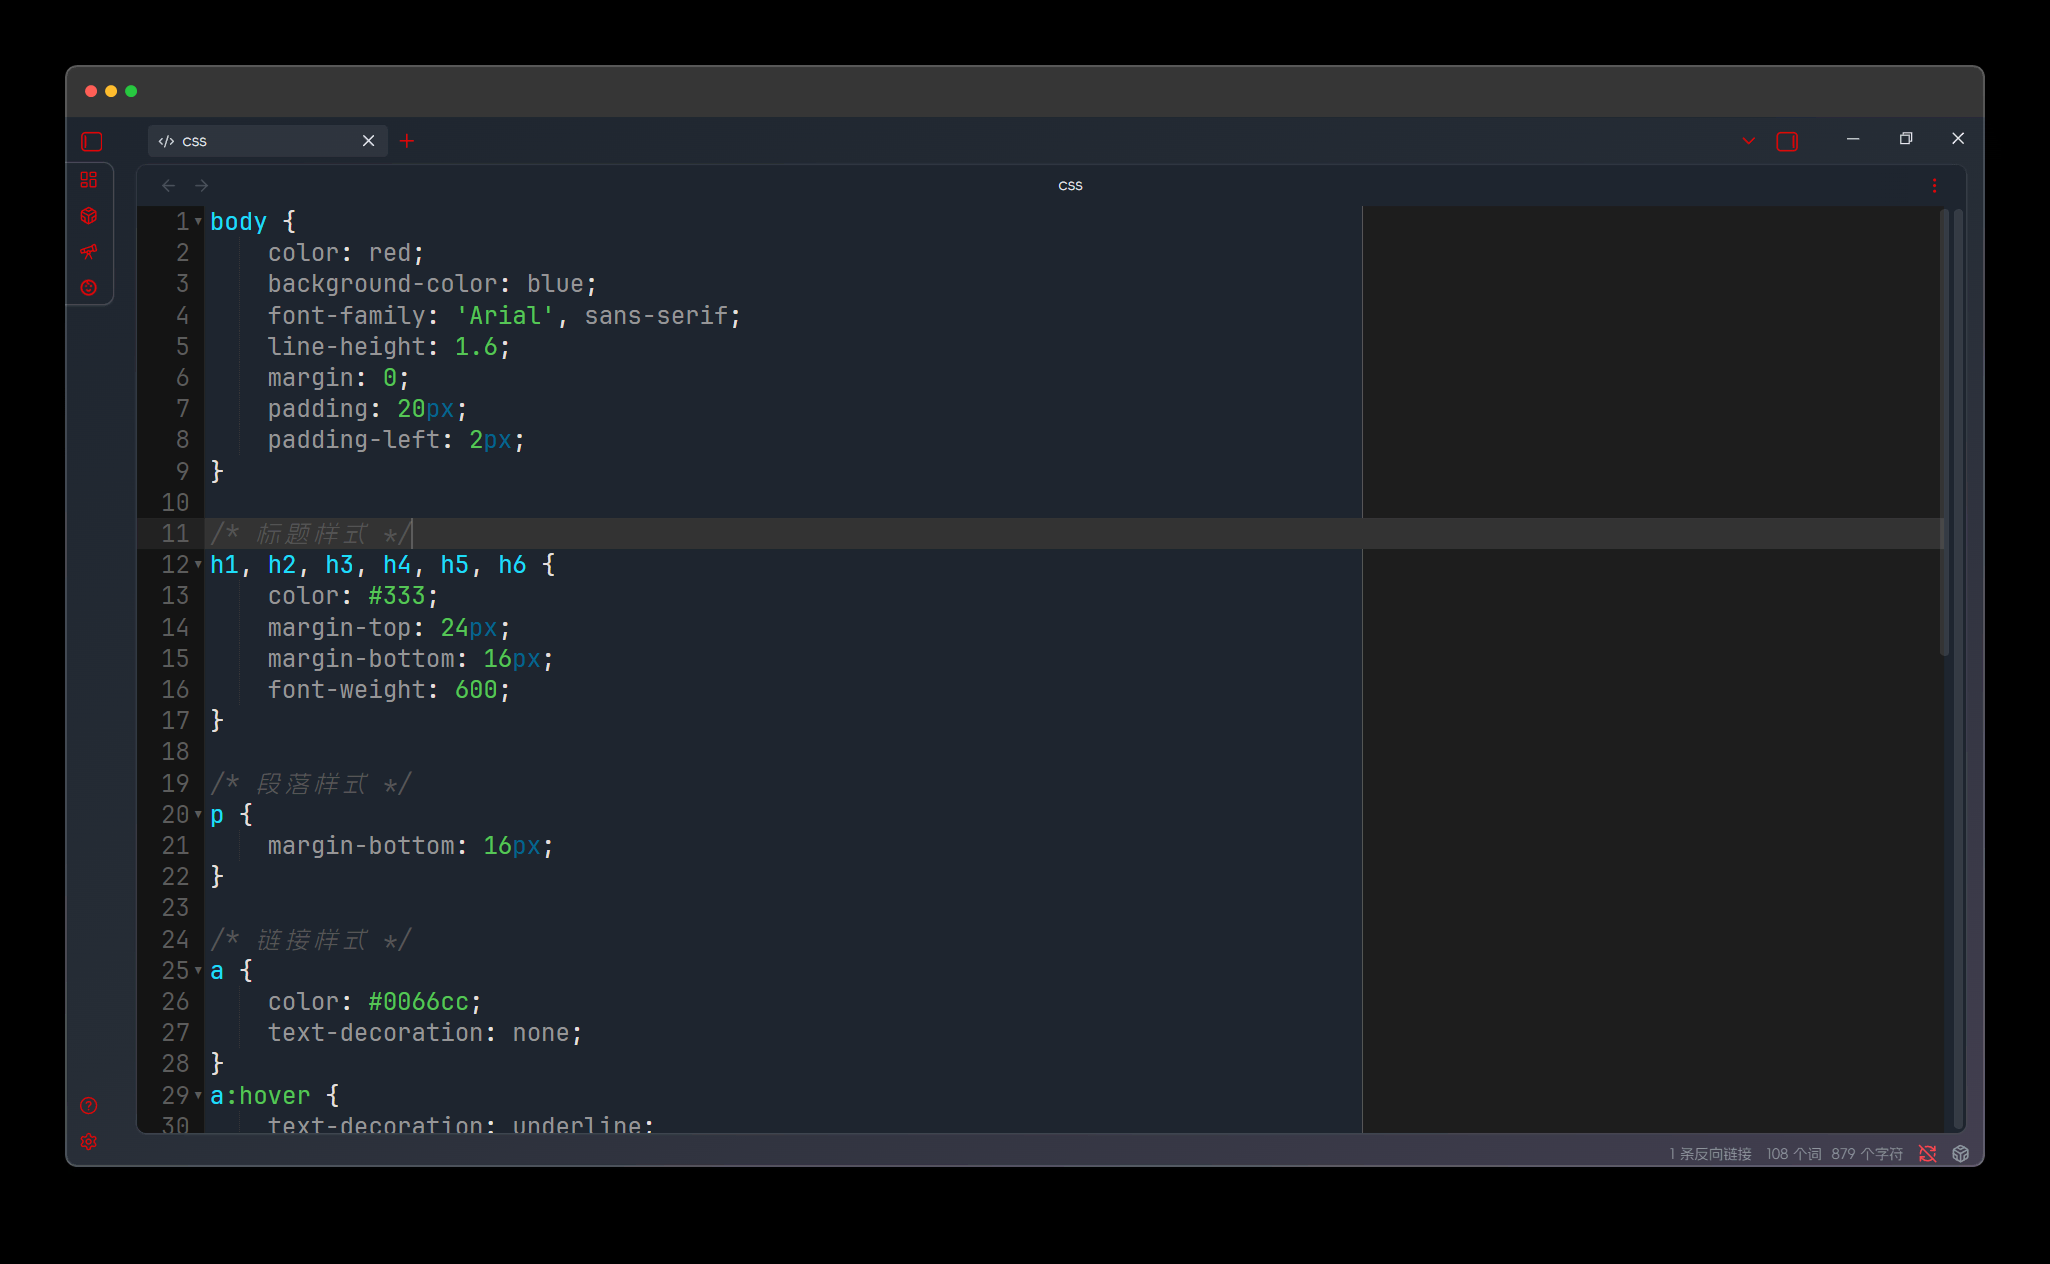 css
css
1 body {
2     color: red;
3     background-color: blue;
4     font-family: 'Arial', sans-serif;
5     line-height: 1.6;
6     margin: 0;
7     padding: 20px;
8     padding-left: 2px;
9 }
10
11 /* 标题样式 */
12 h1, h2, h3, h4, h5, h6 {
13     color: #333;
14     margin-top: 24px;
15     margin-bottom: 16px;
16     font-weight: 600;
17 }
18
19 /* 段落样式 */
20 p {
21     margin-bottom: 16px;
22 }
23
24 /* 链接样式 */
25 a {
26     color: #0066cc;
27     text-decoration: none;
28 }
29 a:hover {
30     text-decoration: underline;
1 条反向链接 108 个词 879 个字符